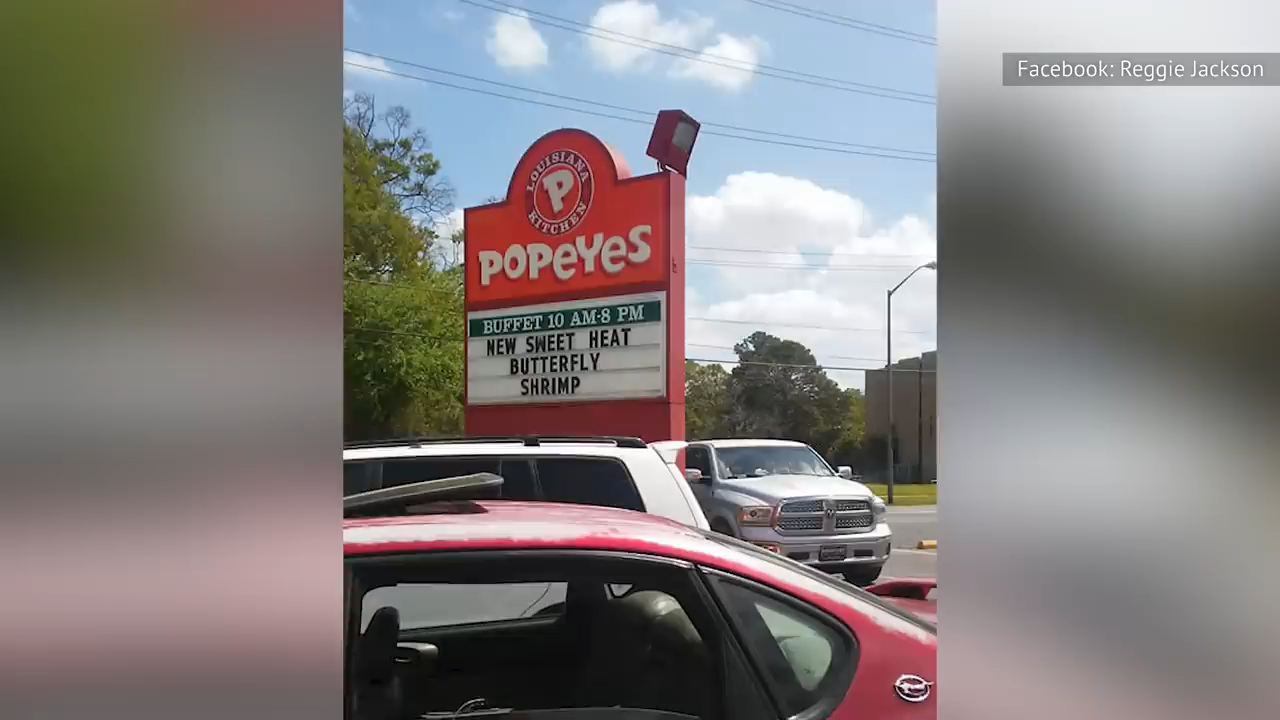 Facebook: Reggie Jackson
LOUISIANA
P
KITCHEN
POPEYES
BUFFET 10 AM-8 PM
NEW SWEET HEAT
BUTTERFLY
SHRIMP